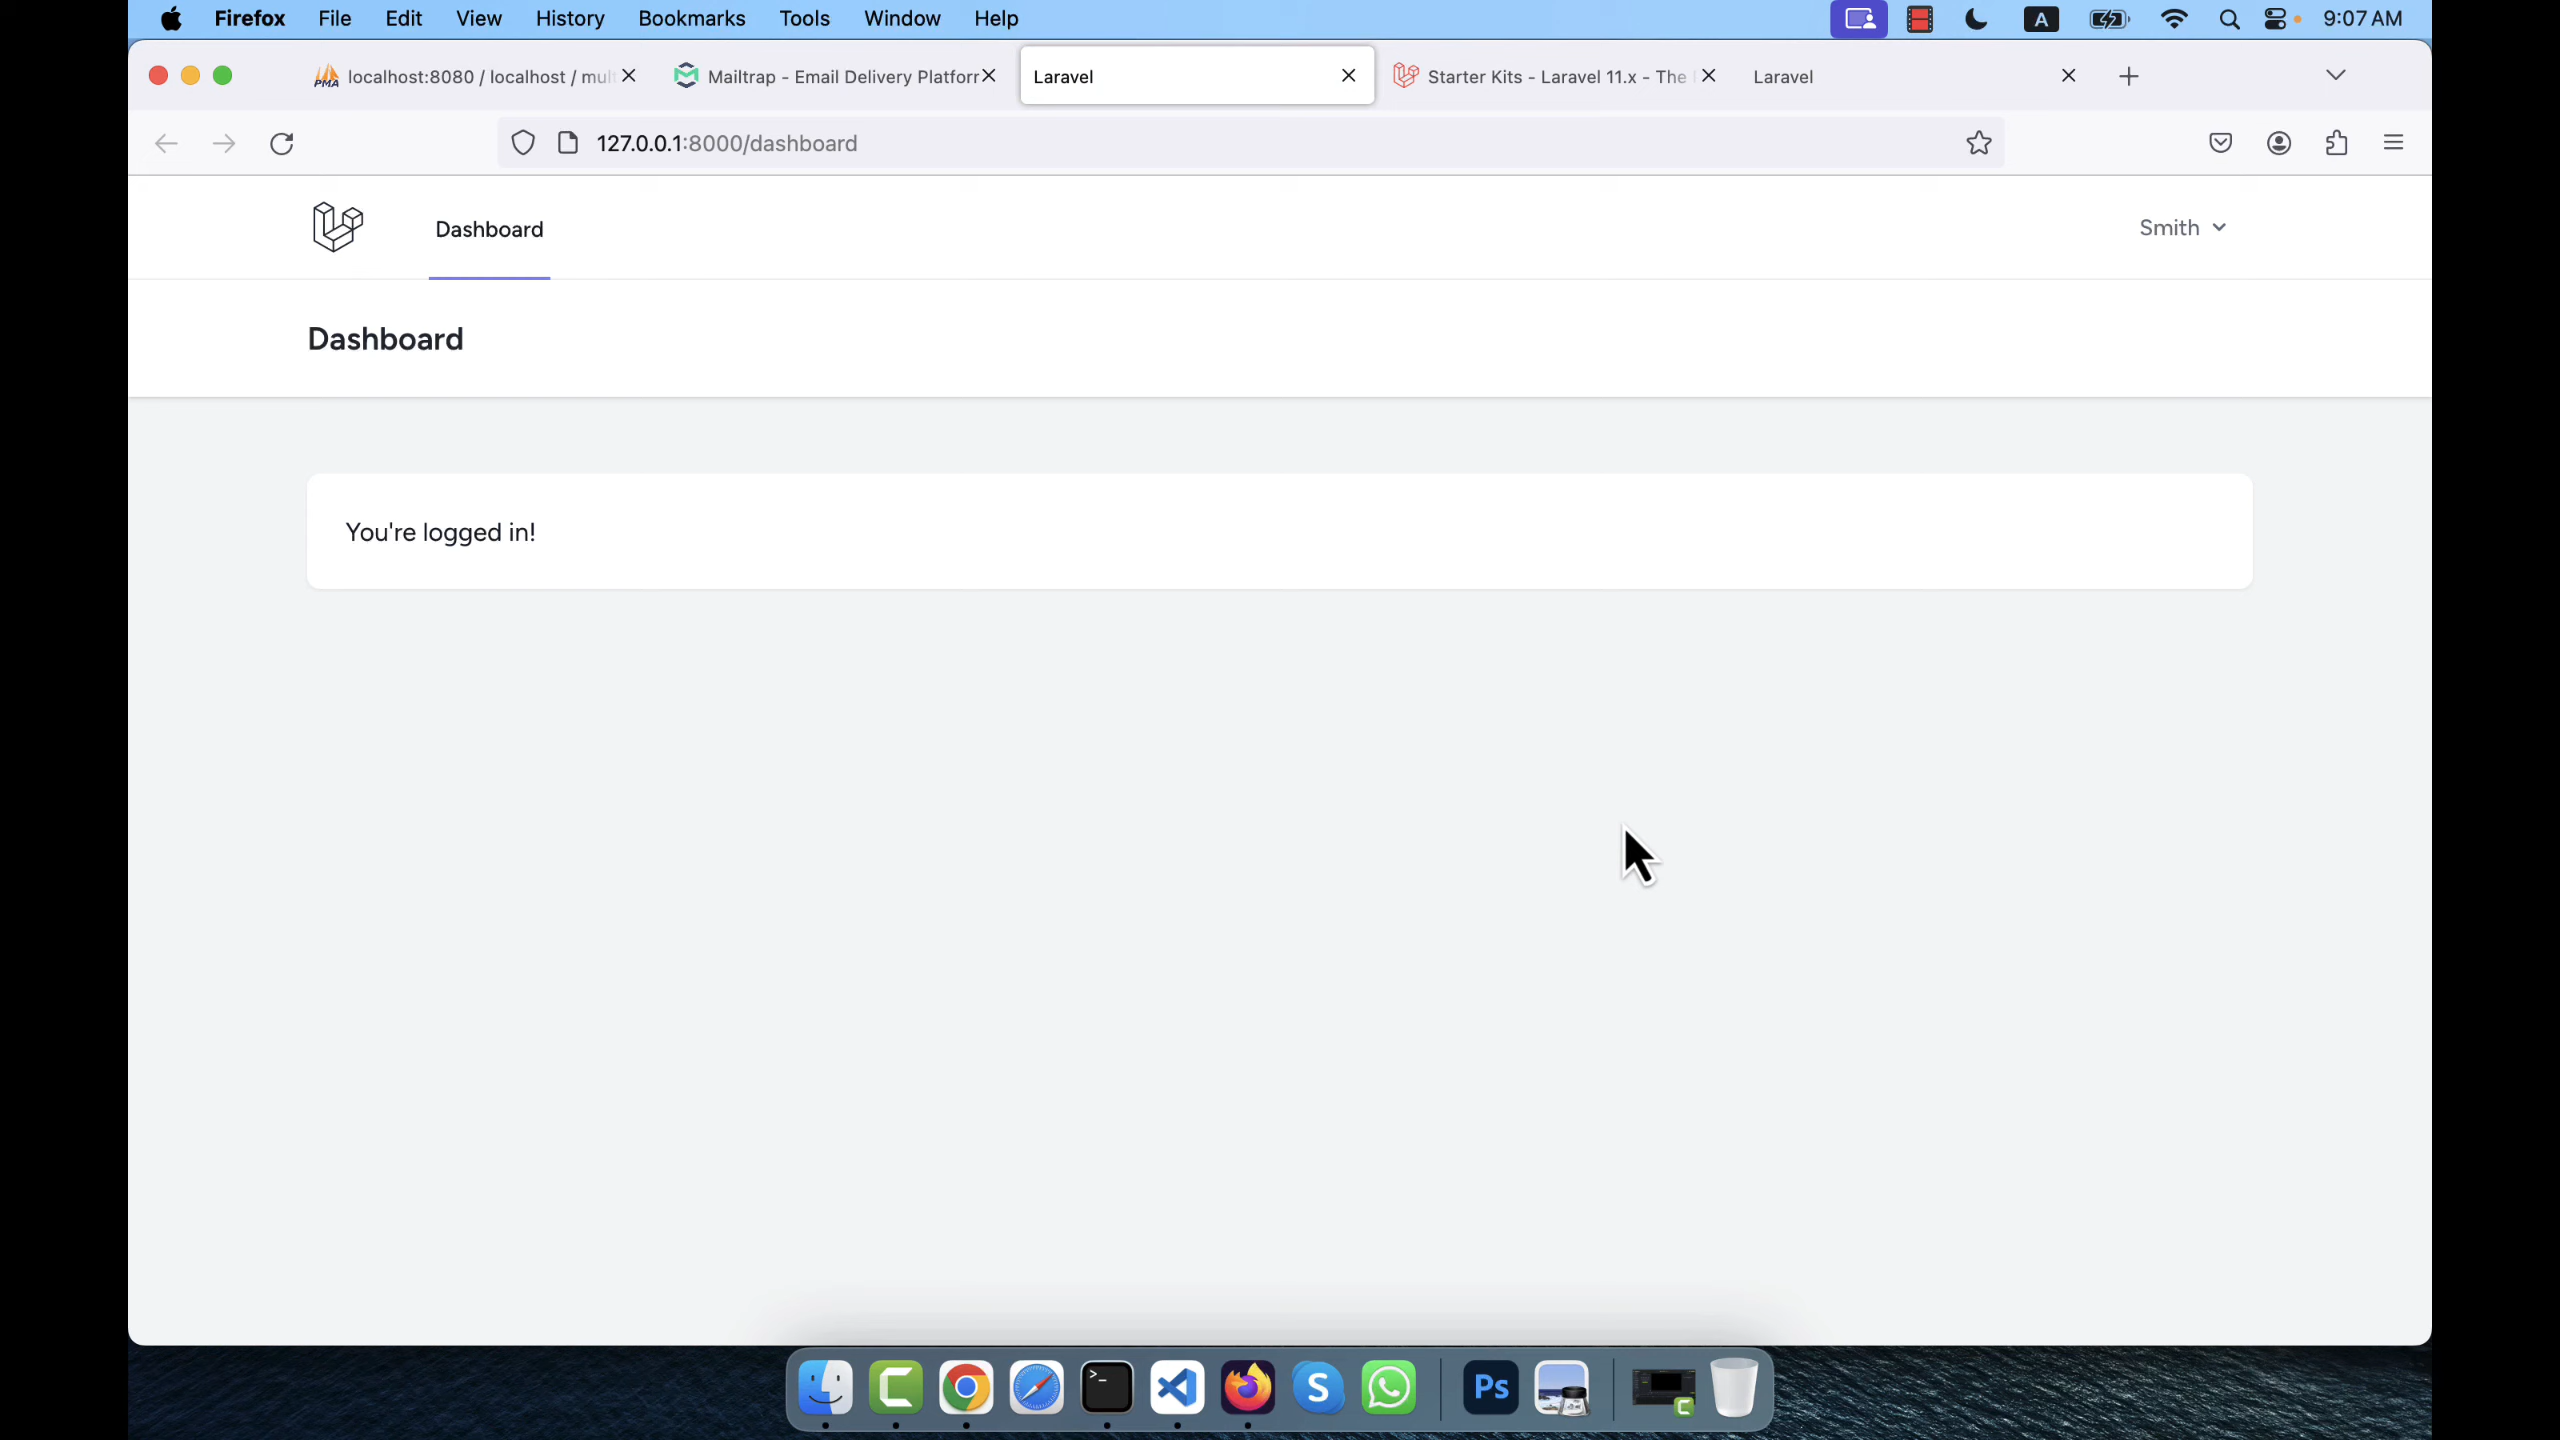 Firefox File Edit View History Bookmarks Tools Window Help A 9:07 AM
PMA localhost:8080 / localhost / mul Mailtrap - Email Delivery Platforr Laravel Starter Kits - Laravel 11.x - The Laravel
127.0.0.1:8000/dashboard
Dashboard Smith
Dashboard
You're logged in!
>_ S Ps C